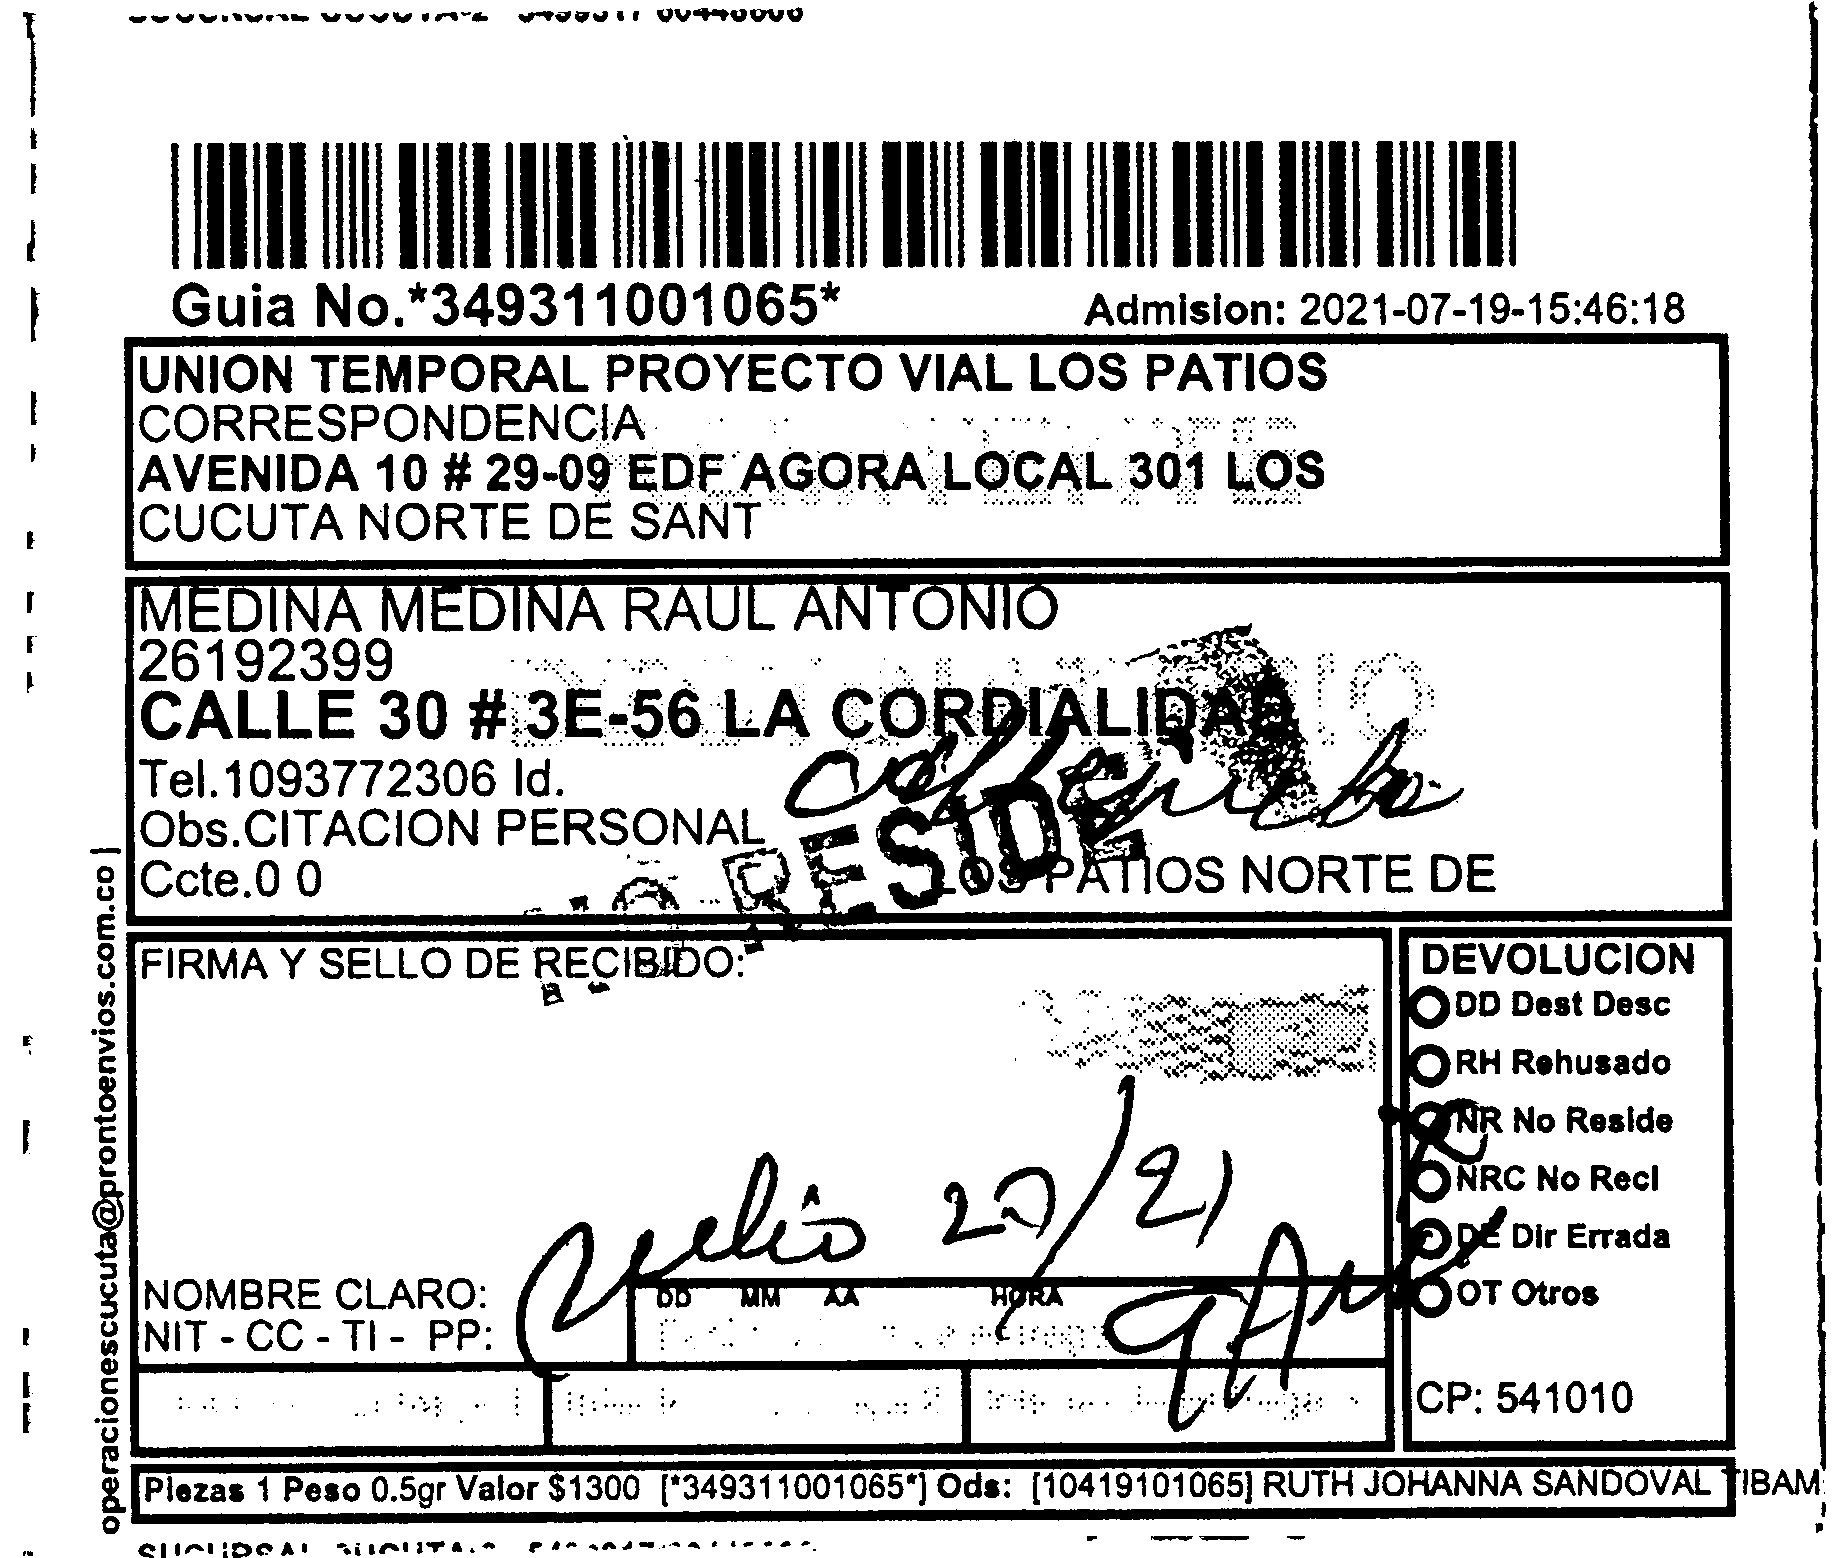 Guia No.*349311001065*
Admision: 2021-07-19-15:46:18
UNION TEMPORAL PROYECTO VIAL LOS PATIOS
CORRESPONDENCIA
AVENIDA 10 # 29-09 EDF AGORA LOCAL 301 LOS
CUCUTA NORTE DE SANT
MEDINA MEDINA RAUL ANTONIO
26192399
CALLE 30 # 3E-56 LA CORDIALIDAD
Tel.1093772306 Id.
Obs.CITACION PERSONAL
RESIDE
Ccte.0 0
LOS PATIOS NORTE DE
operacionescucuta@prontoenvios.com.co |
FIRMA Y SELLO DE RECIBIDO:
Julio 27/21
9AM
NOMBRE CLARO:
DD MM AA HORA
NIT - CC - TI - PP:
DEVOLUCION
DD Dest Desc
RH Rehusado
NR No Reside
NRC No Recl
DE Dir Errada
OT Otros
CP: 541010
Piezas 1 Peso 0.5gr Valor $1300 [*349311001065*] Ods: [10419101065] RUTH JOHANNA SANDOVAL TIBAM